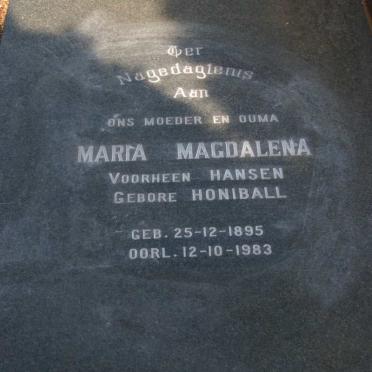 Ter
Nagedagtenis
Aan
ONS MOEDER EN OUMA
MARIA MAGDALENA
VOORHEEN HANSEN
GEBORE HONIBALL
GEB. 25-12-1895
OORL. 12-10-1983